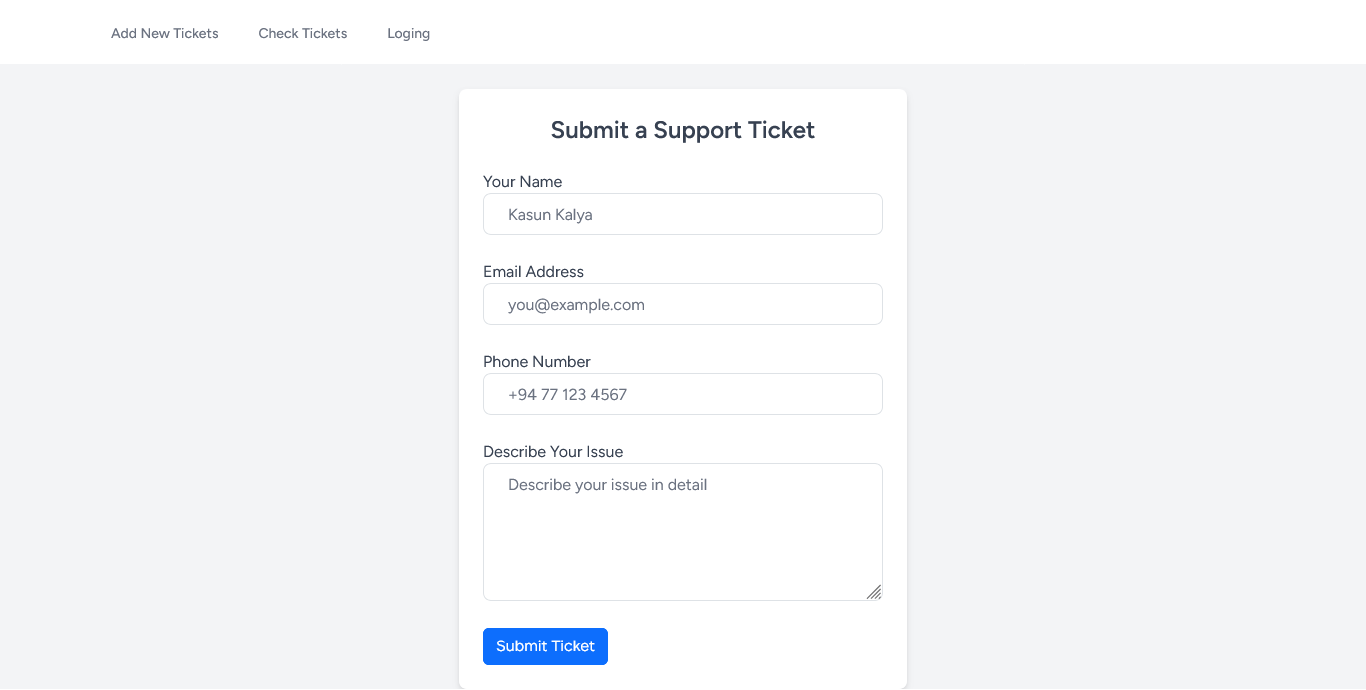 Add New Tickets Check Tickets Loging
Submit a Support Ticket
Your Name
Kasun Kalya
Email Address
you@example.com
Phone Number
+94 77 123 4567
Describe Your Issue
Describe your issue in detail
Submit Ticket